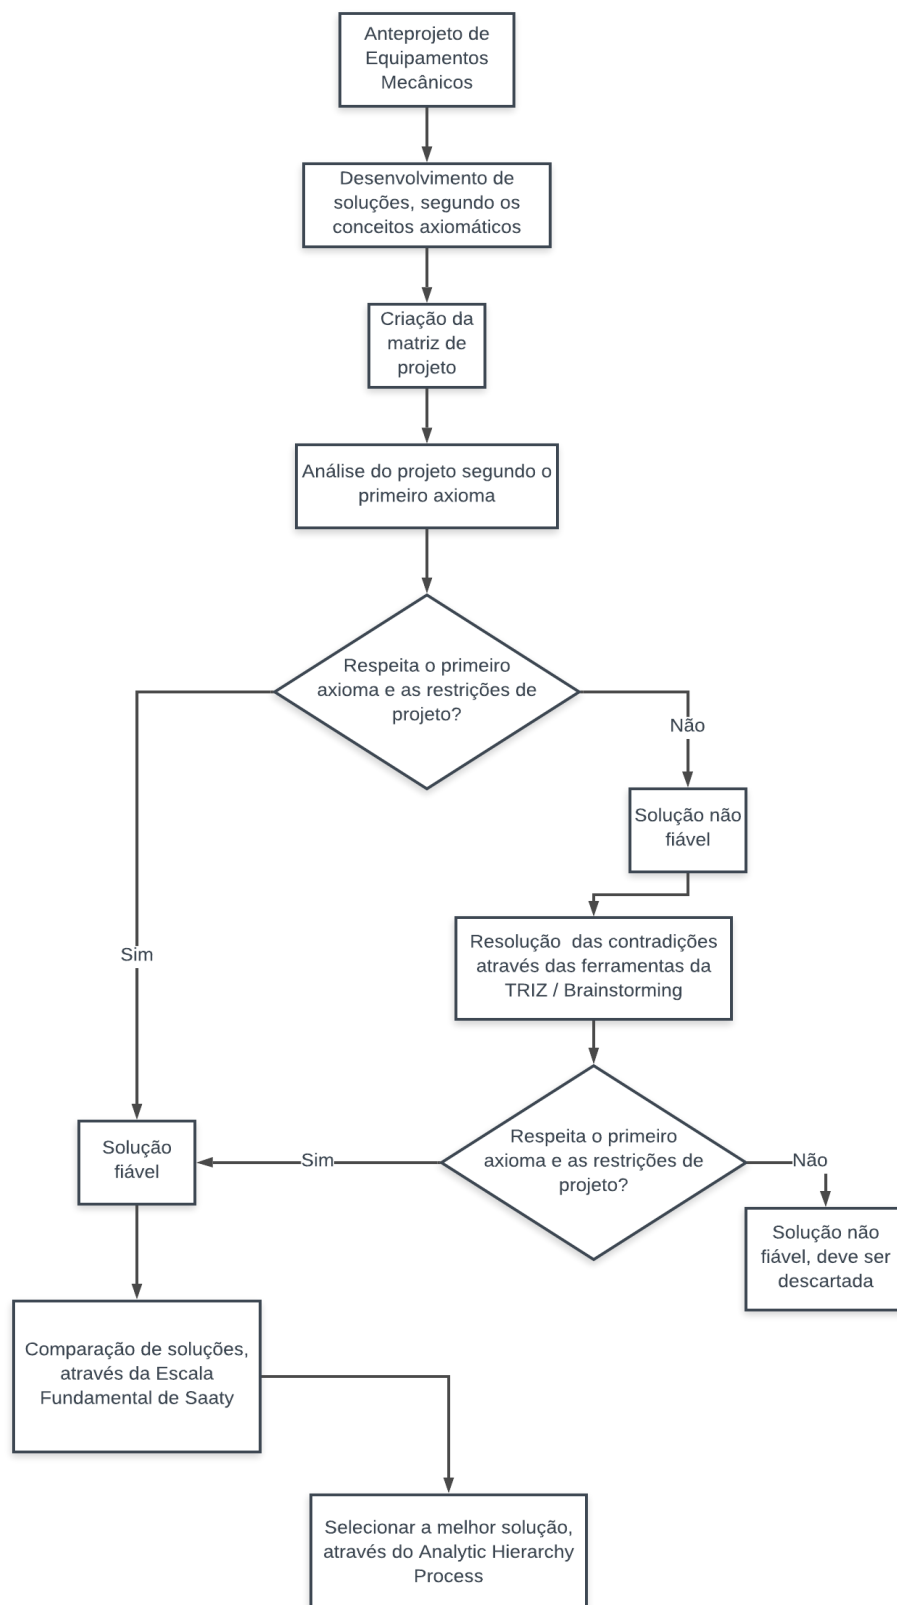 Anteprojeto de
Equipamentos
Mecânicos
Desenvolvimento de
soluções, segundo os
conceitos axiomáticos
Criação da
matriz de
projeto
Análise do projeto segundo o
primeiro axioma
Respeita o primeiro
axioma e as restrições de
projeto?
Não
Solução não
fiável
Sim
Resolução  das contradições
através das ferramentas da
TRIZ / Brainstorming
Respeita o primeiro
axioma e as restrições de
projeto?
Sim
Não
Solução
fiável
Solução não
fiável, deve ser
descartada
Comparação de soluções,
através da Escala
Fundamental de Saaty
Selecionar a melhor solução,
através do Analytic Hierarchy
Process